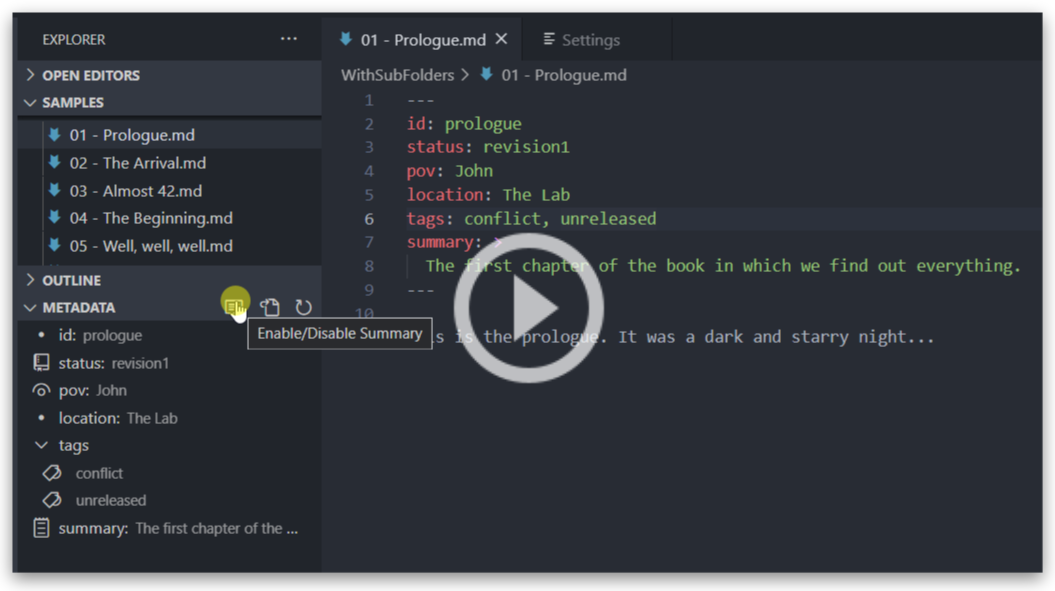 EXPLORER
OPEN EDITORS
SAMPLES
01 - Prologue.md
02 - The Arrival.md
03 - Almost 42.md
04 - The Beginning.md
05 - Well, well, well.md
OUTLINE
METADATA
Enable/Disable Summary
id: prologue
status: revision1
pov: John
location: The Lab
tags
conflict
unreleased
summary: The first chapter of the ...
01 - Prologue.md
Settings
WithSubFolders > 01 - Prologue.md
1 ---
2 id: prologue
3 status: revision1
4 pov: John
5 location: The Lab
6 tags: conflict, unreleased
7 summary: >
8 The first chapter of the book in which we find out everything.
9 ---
10
s is the prologue. It was a dark and starry night...